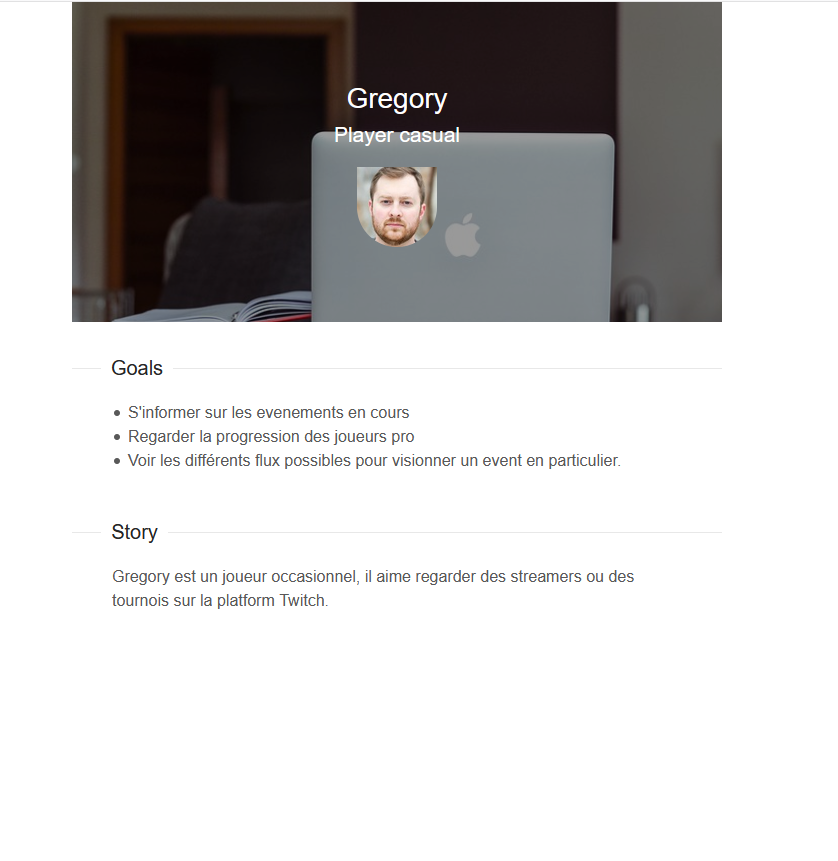 Gregory
Player casual
Goals
S'informer sur les evenements en cours
Regarder la progression des joueurs pro
Voir les différents flux possibles pour visionner un event en particulier.
Story
Gregory est un joueur occasionnel, il aime regarder des streamers ou des
tournois sur la platform Twitch.